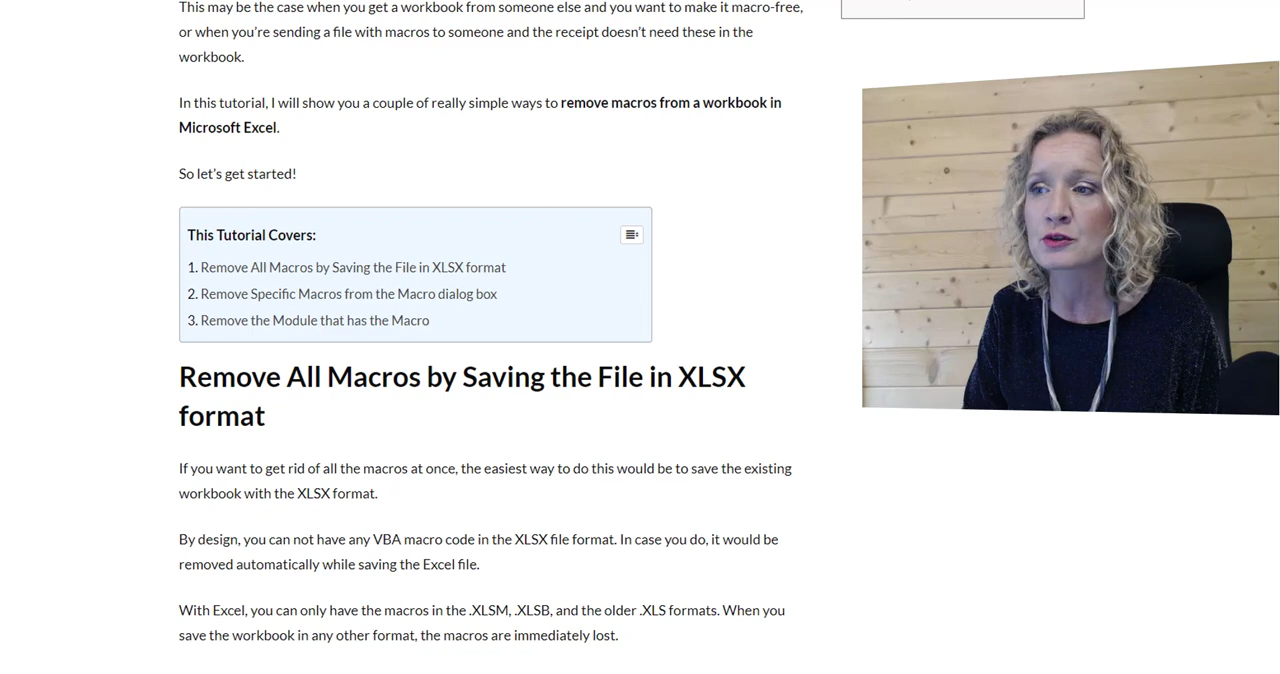 This may be the case when you get a workbook from someone else and you want to make it macro-free,
or when you’re sending a file with macros to someone and the receipt doesn’t need these in the
workbook.
In this tutorial, I will show you a couple of really simple ways to remove macros from a workbook in
Microsoft Excel.
So let’s get started!
This Tutorial Covers:
1. Remove All Macros by Saving the File in XLSX format
2. Remove Specific Macros from the Macro dialog box
3. Remove the Module that has the Macro
Remove All Macros by Saving the File in XLSX
format
If you want to get rid of all the macros at once, the easiest way to do this would be to save the existing
workbook with the XLSX format.
By design, you can not have any VBA macro code in the XLSX file format. In case you do, it would be
removed automatically while saving the Excel file.
With Excel, you can only have the macros in the .XLSM, .XLSB, and the older .XLS formats. When you
save the workbook in any other format, the macros are immediately lost.